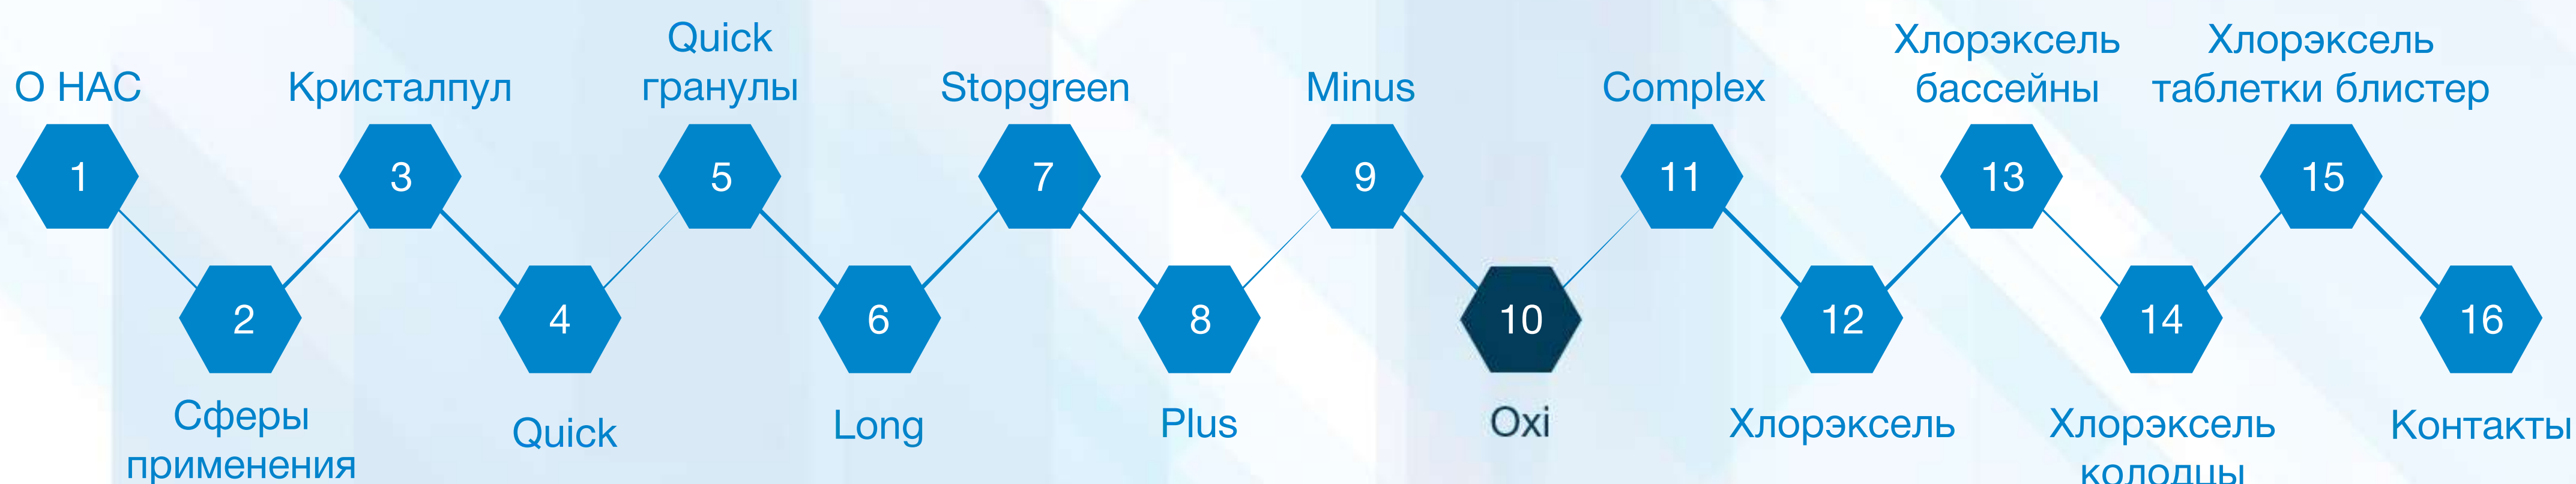 О НАС
1
Сферы
применения
2
Кристалпул
3
Quick
4
Quick
гранулы
5
Long
6
Stopgreen
7
Plus
8
Minus
9
Oxi
10
Complex
11
Хлорэксель
12
Хлорэксель
бассейны
13
Хлорэксель
колодцы
14
Хлорэксель
таблетки блистер
15
Контакты
16